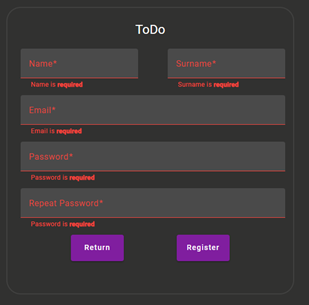 ToDo
Name* Surname*
Name is required Surname is required
Email*
Email is required
Password*
Password is required
Repeat Password*
Password is required
Return Register